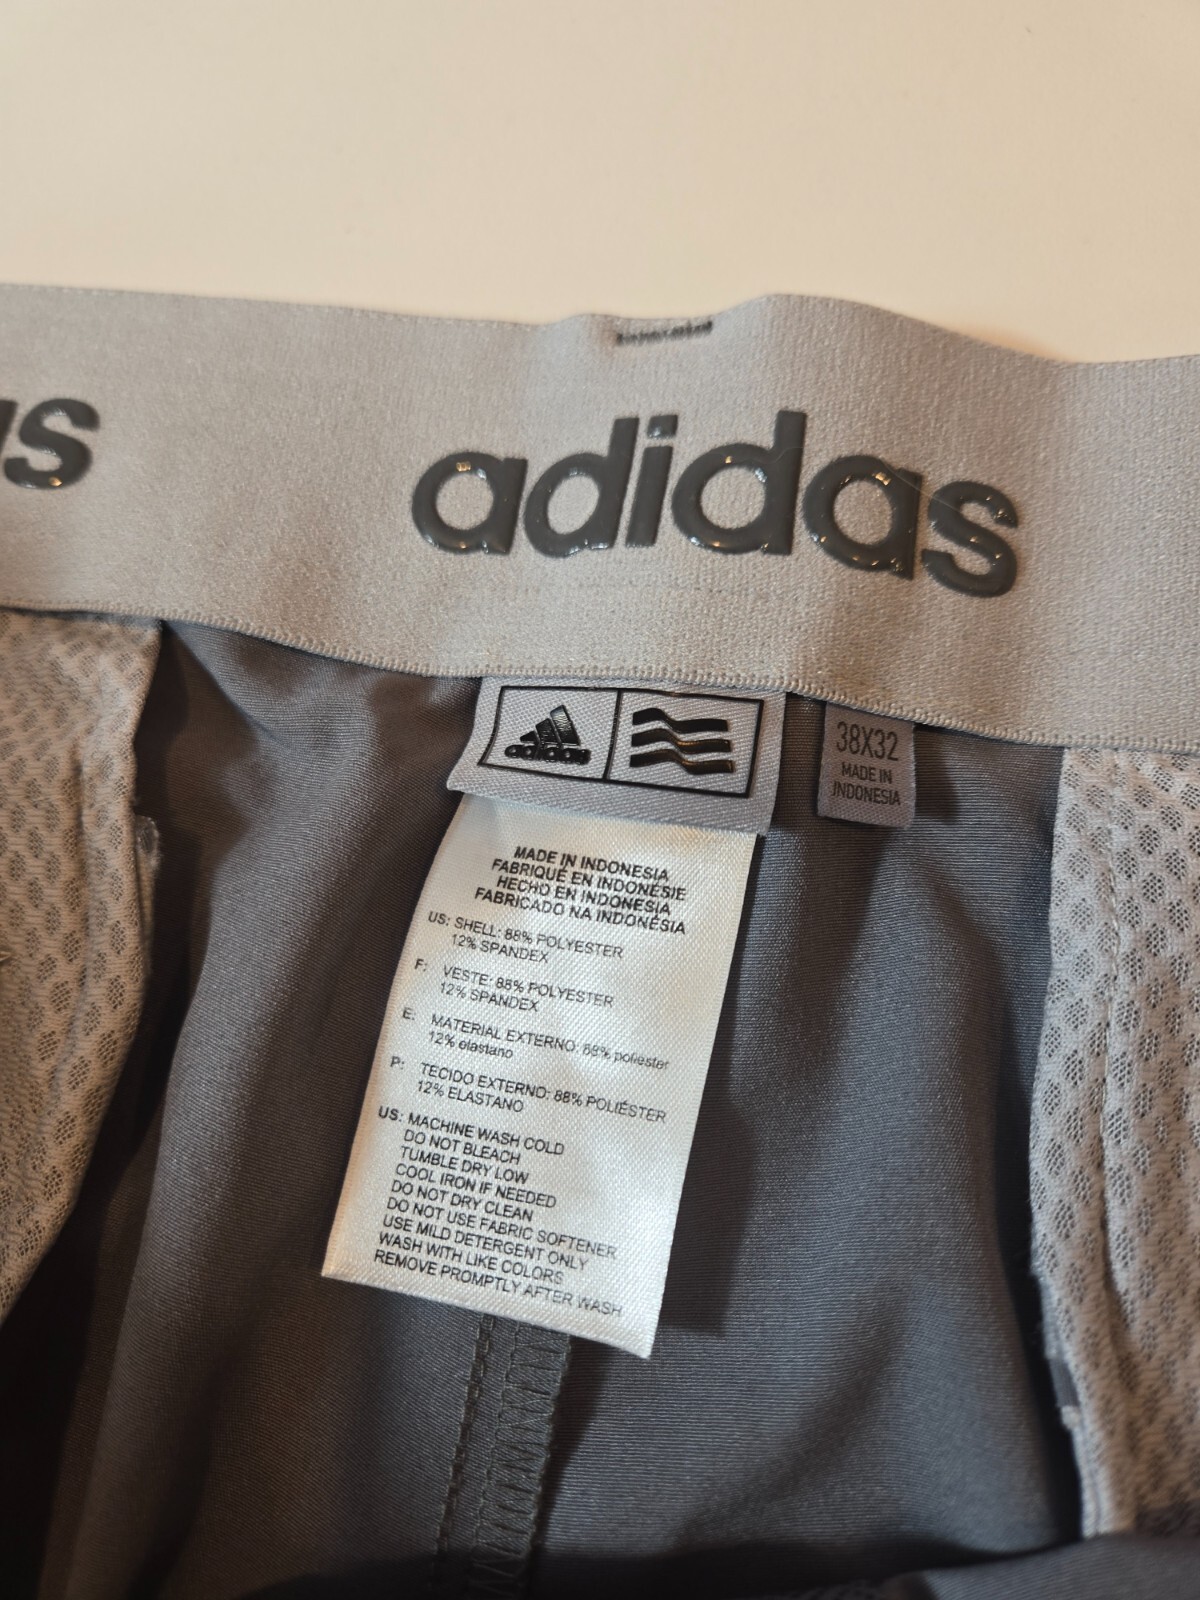 as
adidas
adidas
38X32
MADE IN
INDONESIA
MADE IN INDONESIA
FABRIQUÉ EN INDONÉSIE
HECHO EN INDONESIA
FABRICADO NA INDONÉSIA
US: SHELL: 88% POLYESTER
12% SPANDEX
F: VESTE: 88% POLYESTER
12% SPANDEX
E: MATERIAL EXTERNO: 88% poliester
12% elastano
P: TECIDO EXTERNO: 88% POLIÉSTER
12% ELASTANO
US: MACHINE WASH COLD
DO NOT BLEACH
TUMBLE DRY LOW
COOL IRON IF NEEDED
DO NOT DRY CLEAN
DO NOT USE FABRIC SOFTENER
USE MILD DETERGENT ONLY
WASH WITH LIKE COLORS
REMOVE PROMPTLY AFTER WASH